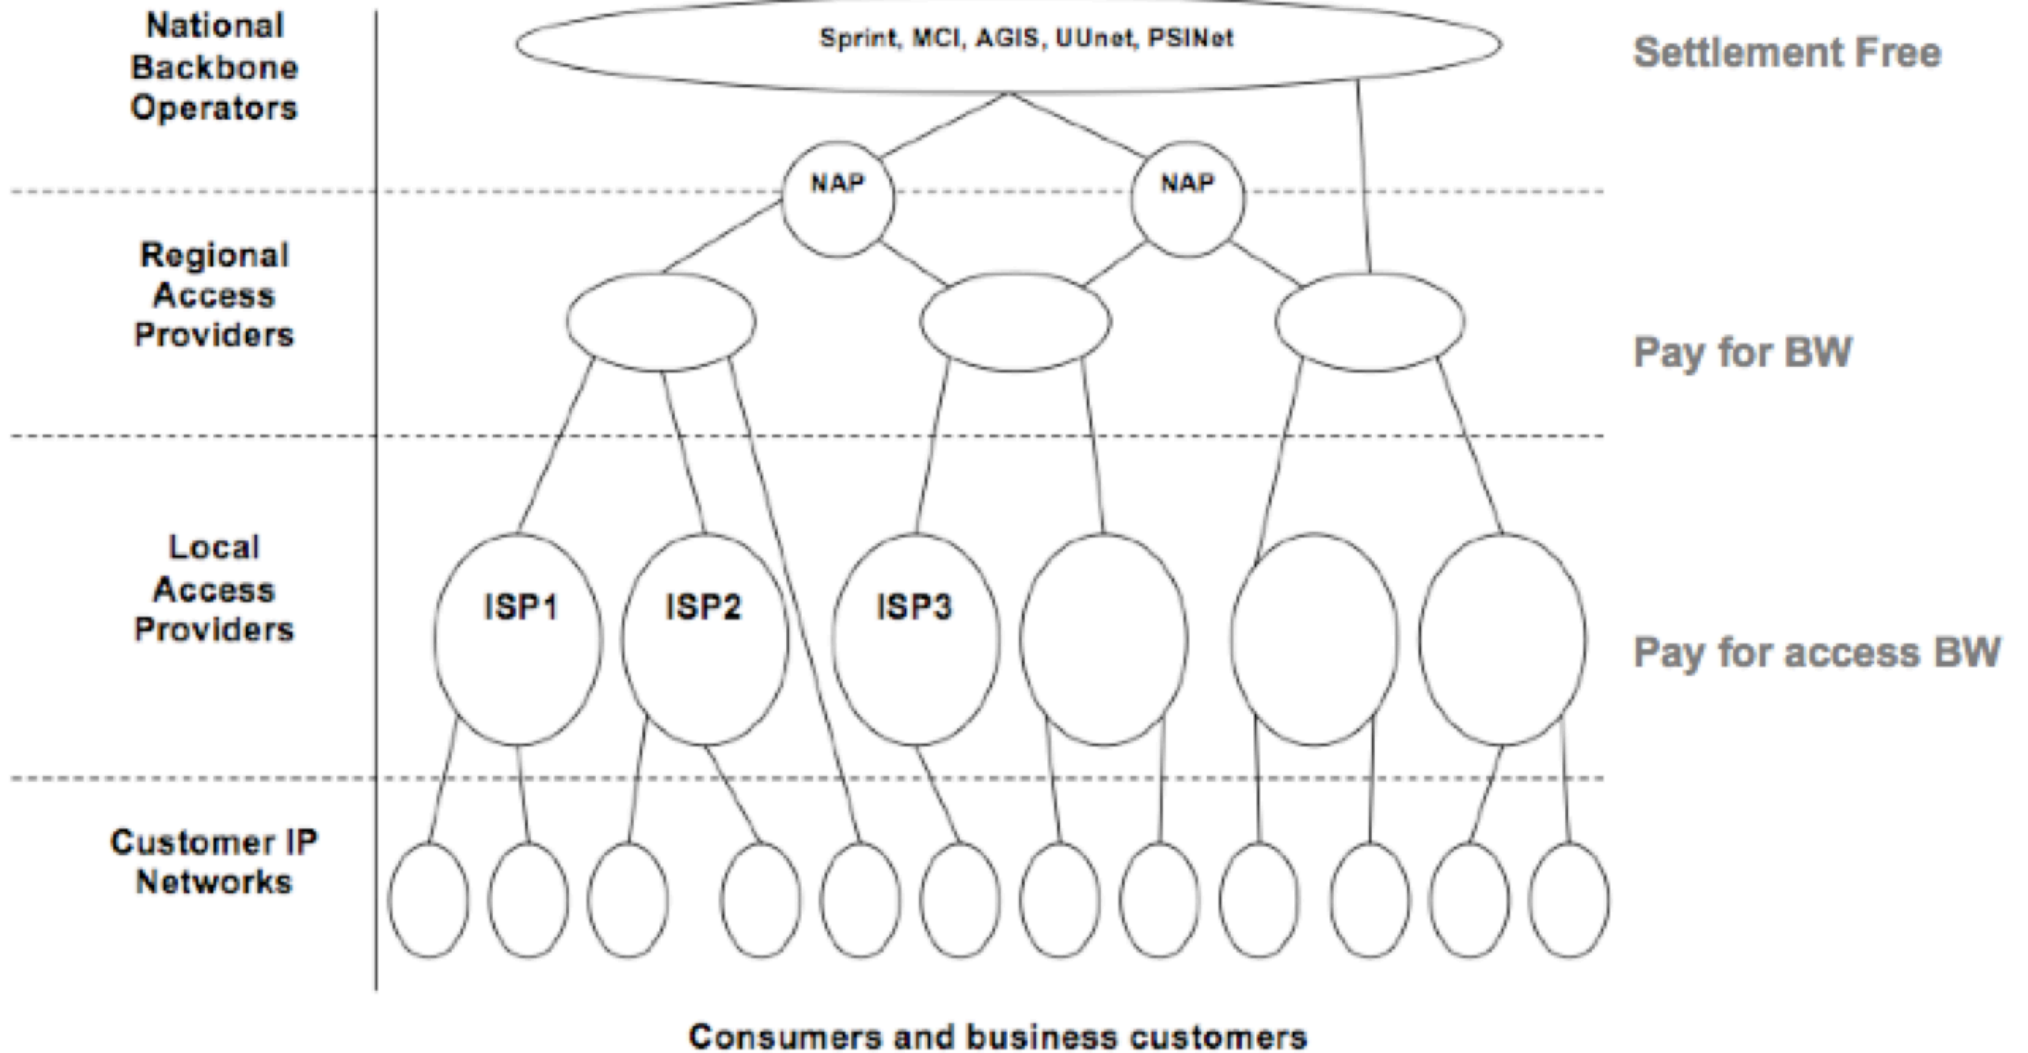 National
Backbone
Operators
Sprint, MCI, AGIS, UUnet, PSINet
Settlement Free
NAP
NAP
Regional
Access
Providers
Pay for BW
Local
Access
Providers
ISP1
ISP2
ISP3
Pay for access BW
Customer IP
Networks
Consumers and business customers